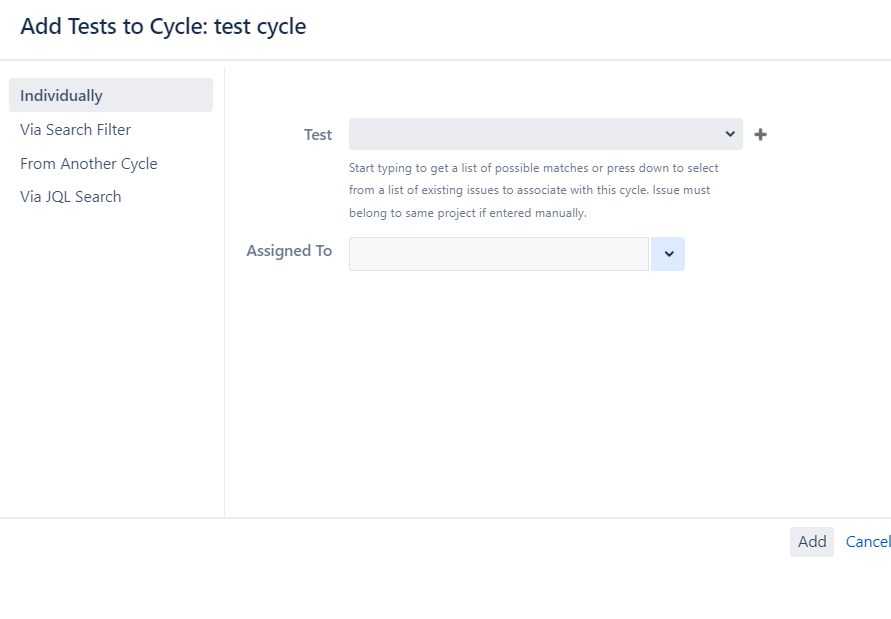 Add Tests to Cycle: test cycle
Individually
Via Search Filter
From Another Cycle
Via JQL Search
Test
Start typing to get a list of possible matches or press down to select
from a list of existing issues to associate with this cycle. Issue must
belong to same project if entered manually.
Assigned To
Add Cancel